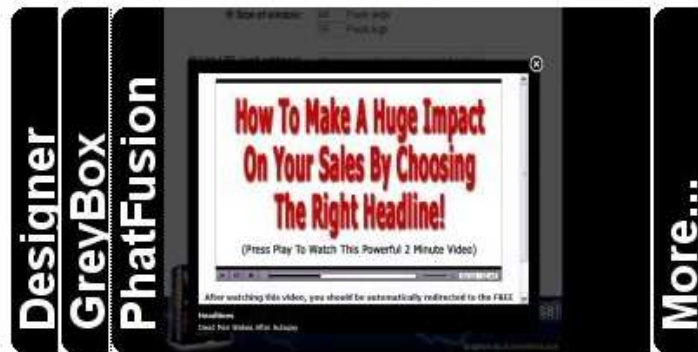 Designer
GreyBox
PhatFusion
How To Make A Huge Impact
On Your Sales By Choosing
The Right Headline!
(Press Play To Watch This Powerful 2 Minute Video)
After watching this video, you should be automatically redirected to the FREE
Headlines
More...